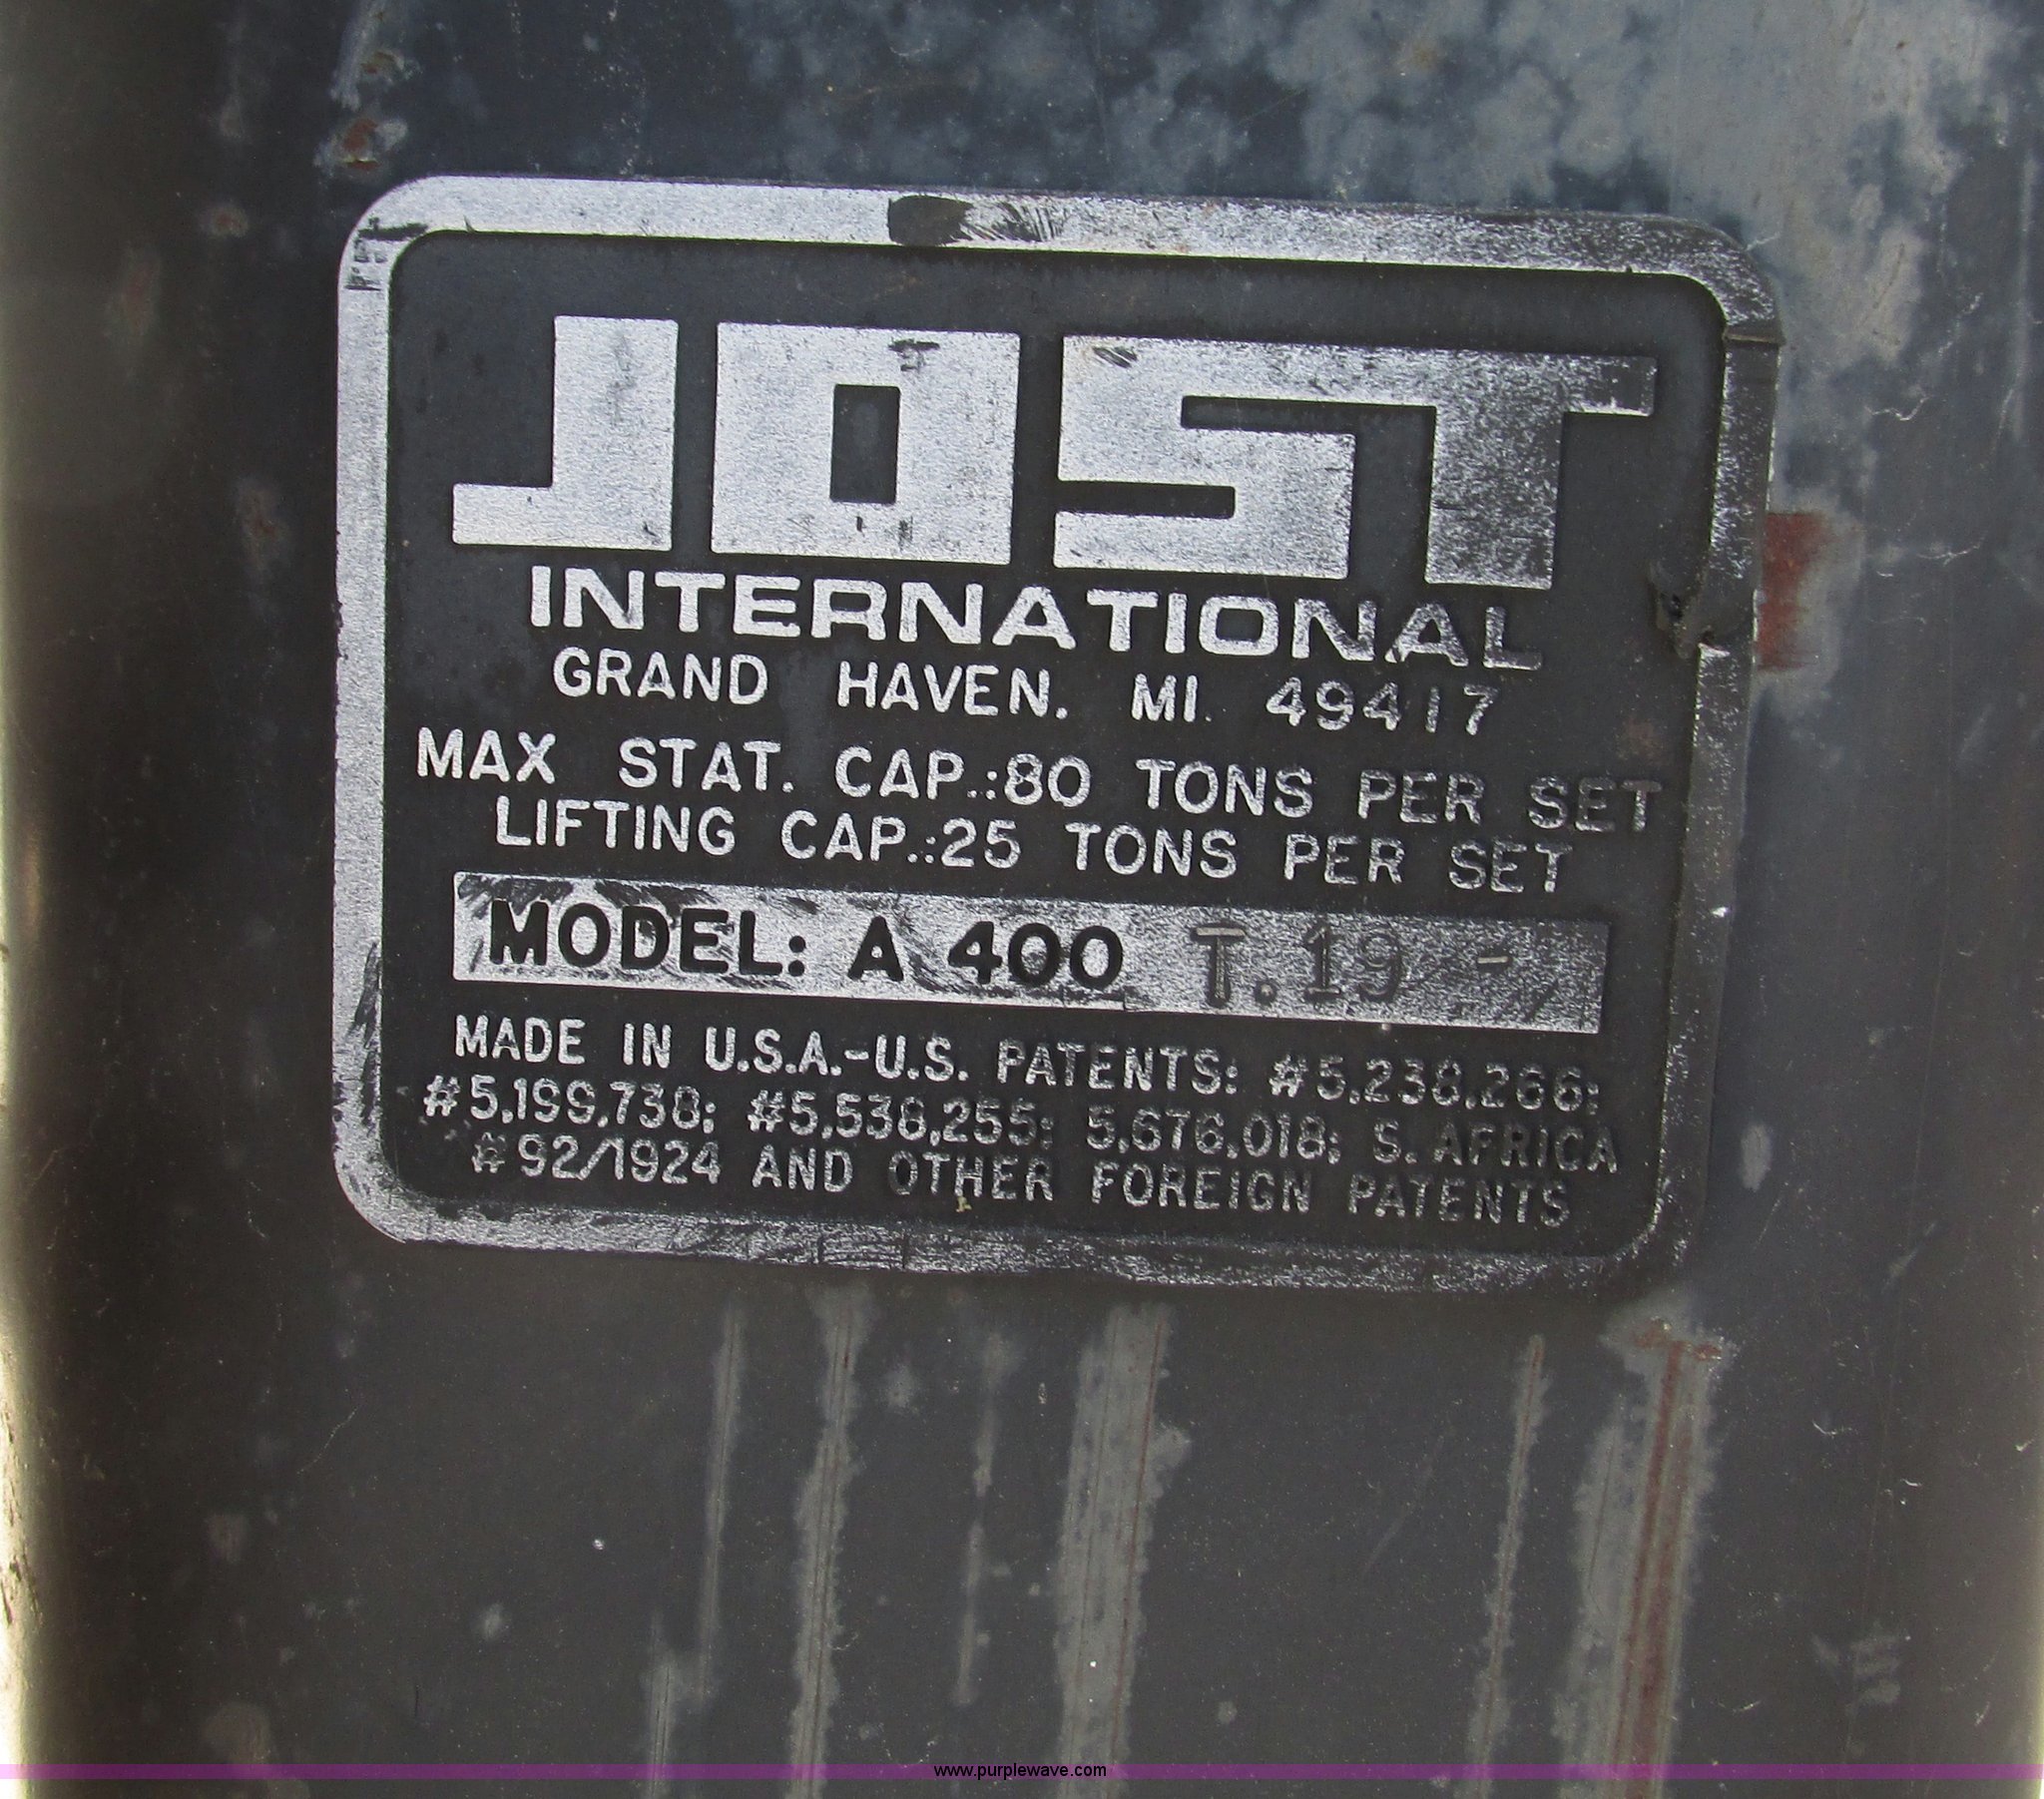 JOST
INTERNATIONAL
GRAND HAVEN. MI. 49417
MAX STAT. CAP.:80 TONS PER SET
LIFTING CAP.:25 TONS PER SET
MODEL: A 400 T.19 -
MADE IN U.S.A.-U.S. PATENTS: #5,238,266;
#5,199,738; #5,538,255; 5,676,018; S. AFRICA
#92/1924 AND OTHER FOREIGN PATENTS
www.purplewave.com